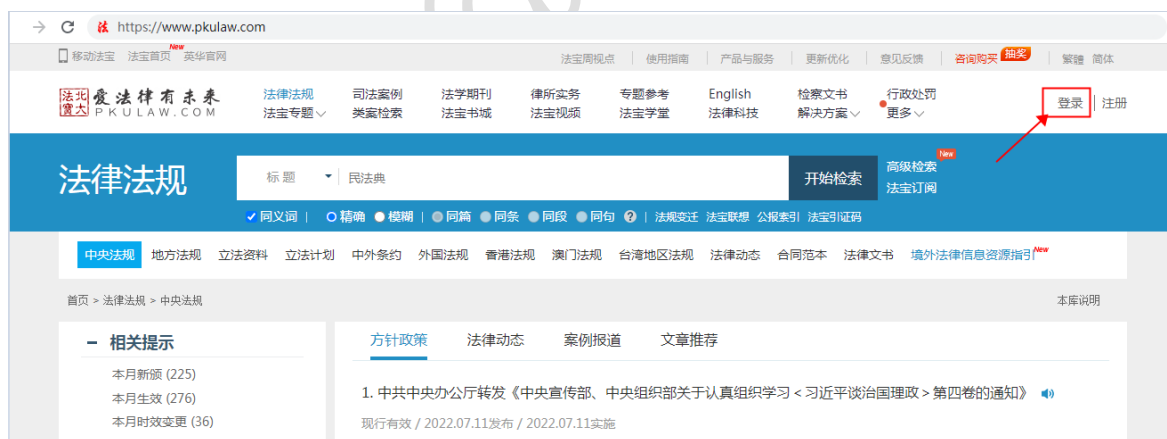 https://www.pkulaw.com
移动法宝 法宝首页 New 英华官网 法宝周视点 | 使用指南 | 产品与服务 | 更新优化 | 意见反馈 | 咨询购买 抽奖 | 繁體 简体
法律法规 司法案例 法学期刊 律所实务 专题参考 English 检察文书 行政处罚
北大法宝 爱法律有未来 PKULAW.COM
法宝专题 类案检索 法宝书城 法宝视频 法宝学堂 法律科技 解决方案 更多
登录 | 注册
法律法规 标题 民法典 开始检索 高级检索 New
法宝订阅
同义词 | 精确 模糊 | 同篇 同条 同段 同句 ? | 法规变迁 法宝联想 公报索引 法宝引证码
中央法规 地方法规 立法资料 立法计划 中外条约 外国法规 香港法规 澳门法规 台湾地区法规 法律动态 合同范本 法律文书 境外法律信息资源指引 New
首页 > 法律法规 > 中央法规 本库说明
相关提示 方针政策 法律动态 案例报道 文章推荐
本月新颁 (225)
1. 中共中央办公厅转发《中央宣传部、中央组织部关于认真组织学习<习近平谈治国理政>第四卷的通知》
本月生效 (276)
本月时效变更 (36)
现行有效 / 2022.07.11发布 / 2022.07.11实施